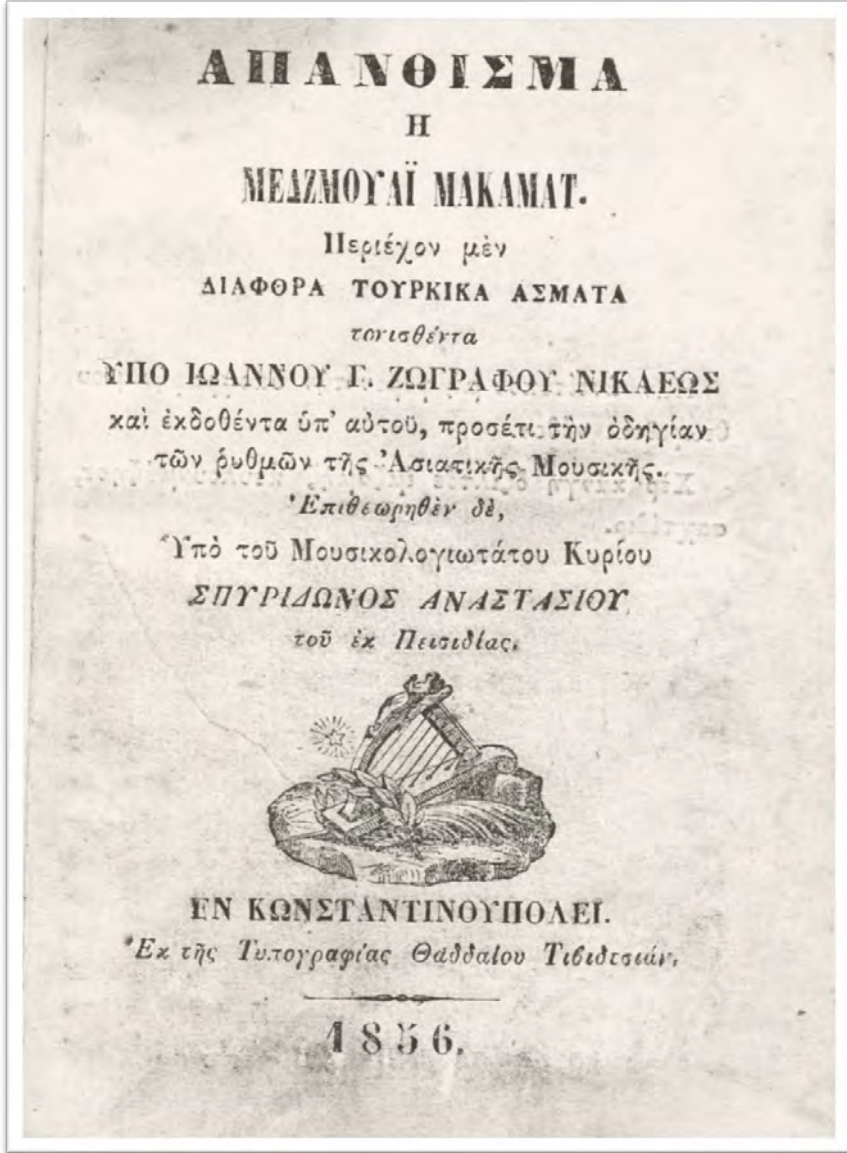 ΑΠΑΝΘΙΣΜΑ
Η
ΜΕΔΖΜΟΥΑΪ ΜΑΚΑΜΑΤ.
Περιέχον μὲν
ΔΙΑΦΟΡΑ ΤΟΥΡΚΙΚΑ ΑΣΜΑΤΑ
τονισθέντα
ΥΠΟ ΙΩΑΝΝΟΥ Γ. ΖΩΓΡΑΦΟΥ ΝΙΚΑΕΩΣ
καὶ ἐκδοθέντα ὑπ' αὐτοῦ, προσέτι τὴν ὁδηγίαν
τῶν ῥυθμῶν τῆς Ἀσιατικῆς Μουσικῆς.
Ἐπιθεωρηθὲν δὲ,
Ὑπὸ τοῦ Μουσικολογιωτάτου Κυρίου
ΣΠΥΡΙΔΩΝΟΣ ΑΝΑΣΤΑΣΙΟΥ
τοῦ ἐκ Πεισιδίας.
ΕΝ ΚΩΝΣΤΑΝΤΙΝΟΥΠΟΛΕΙ.
Ἐκ τῆς Τυπογραφίας Θαδδαίου Τιβιδεσιάν.
1856.